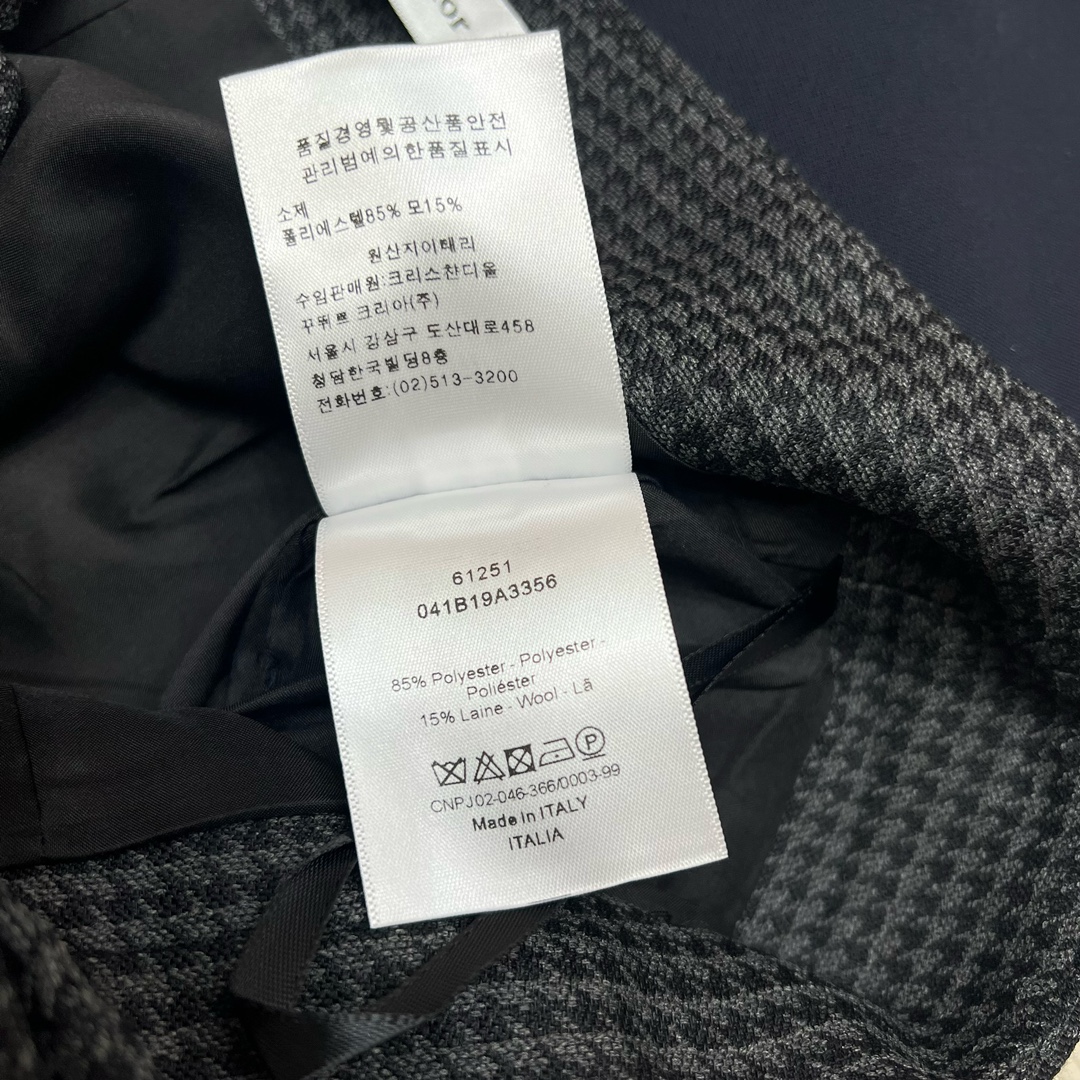 or
품질경영및공산품안전
관리법에의한품질표시
소제
폴리에스텔85% 모15%
원산지이태리
수입판매원:크리스챤디올
꾸뛰르 코리아(주)
서울시 강남구 도산대로458
청담한국빌딩8층
전화번호:(02)513-3200
61251
041B19A3356
85% Polyester - Polyester -
Poliéster
15% Laine - Wool - Lã
P
CNPJ02-046-366/0003-99
Made in ITALY
ITALIA